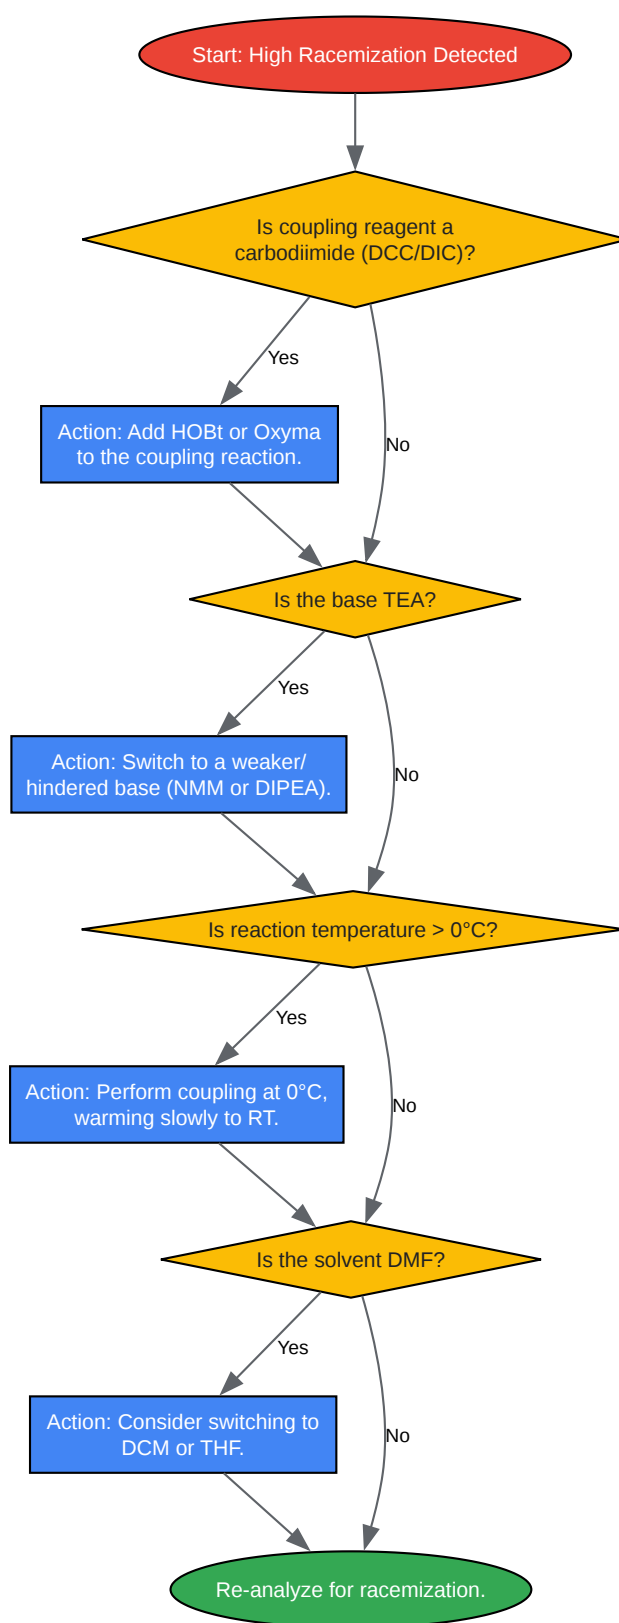 Start: High Racemization Detected
Is coupling reagent a
carbodiimide (DCC/DIC)?
Yes
No
Action: Add HOBt or Oxyma
to the coupling reaction.
Is the base TEA?
Yes
No
Action: Switch to a weaker/
hindered base (NMM or DIPEA).
Is reaction temperature > 0°C?
Yes
No
Action: Perform coupling at 0°C,
warming slowly to RT.
Is the solvent DMF?
Yes
No
Action: Consider switching to
DCM or THF.
Re-analyze for racemization.